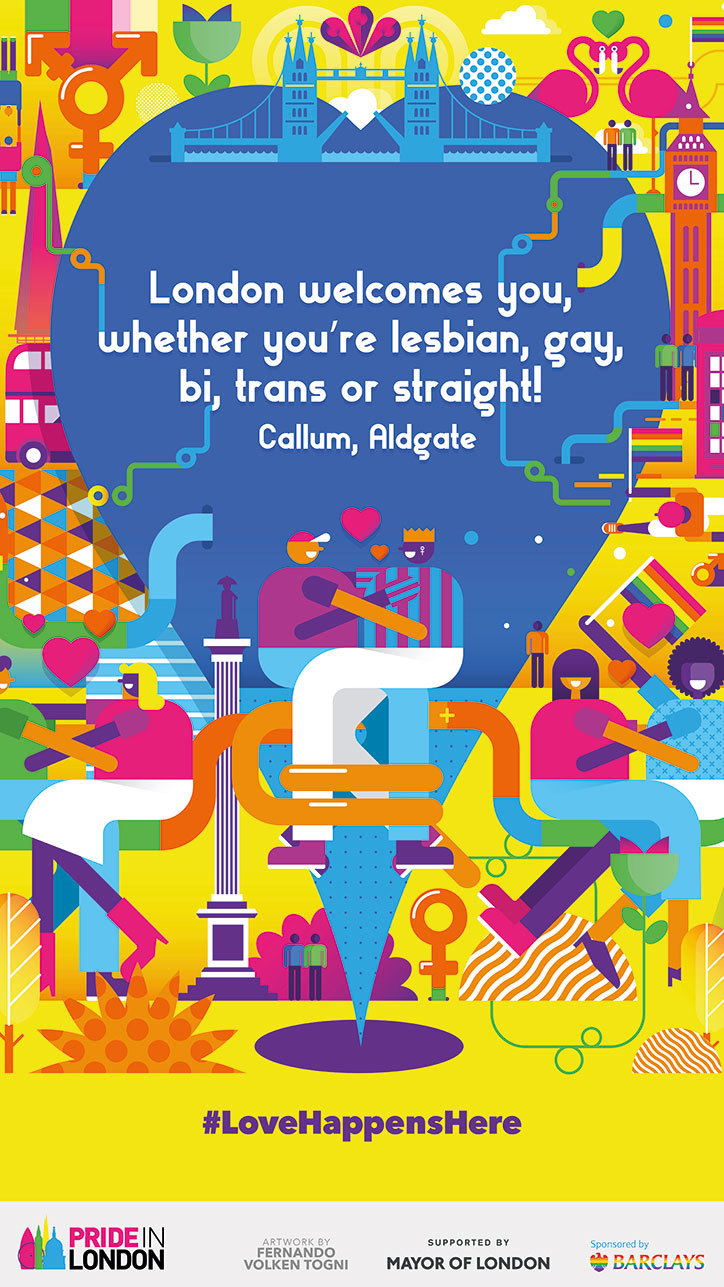 London welcomes you,
whether you're lesbian, gay,
bi, trans or straight!
Callum, Aldgate
#LoveHappensHere
PRIDE IN
LONDON
ARTWORK BY
FERNANDO
VOLKEN TOGNI
SUPPORTED BY
MAYOR OF LONDON
Sponsored by
BARCLAYS